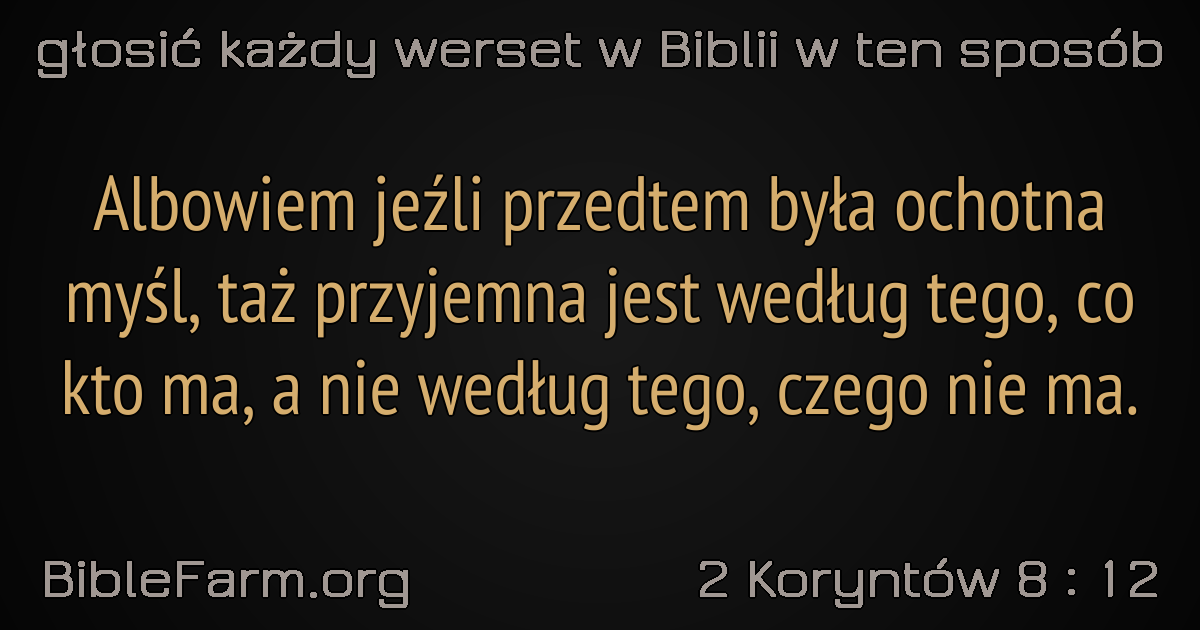 głosić każdy werset w Biblii w ten sposób
Albowiem jeźli przedtem była ochotna
myśl, taż przyjemna jest według tego, co
kto ma, a nie według tego, czego nie ma.
BibleFarm.org
2 Koryntów 8 : 12